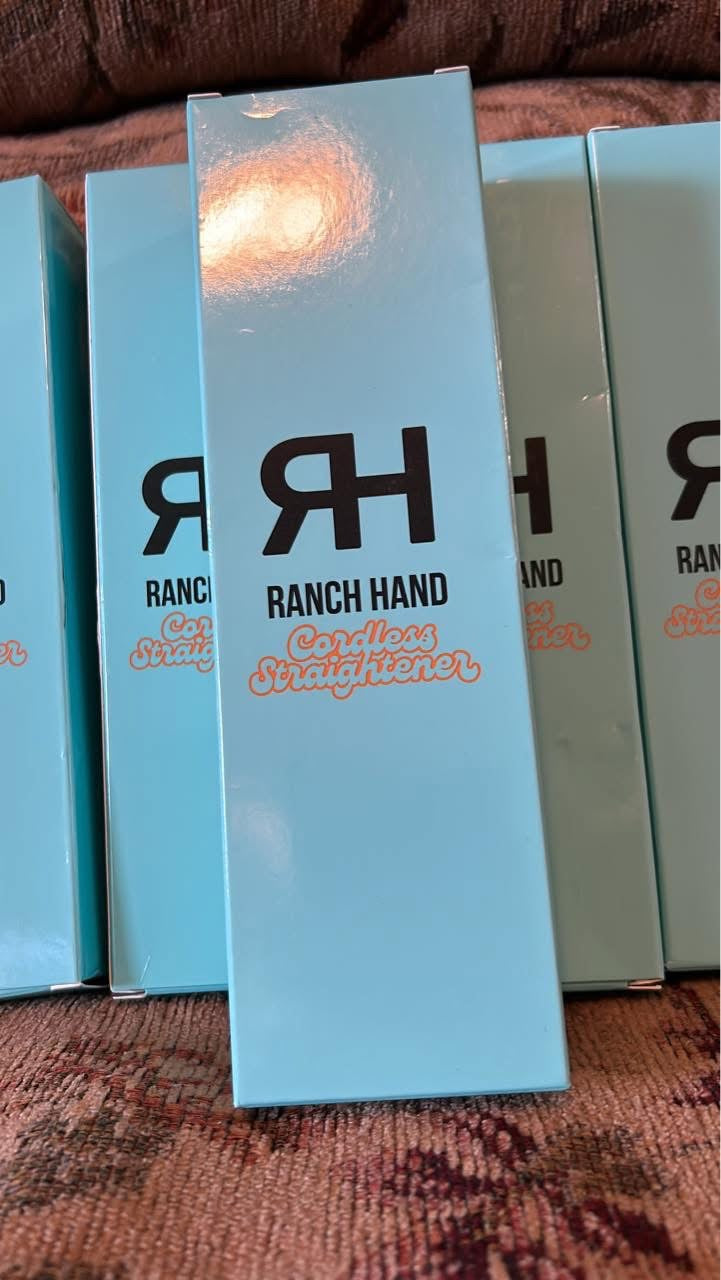 RH
RANCH HAND
Cordless
Straightener